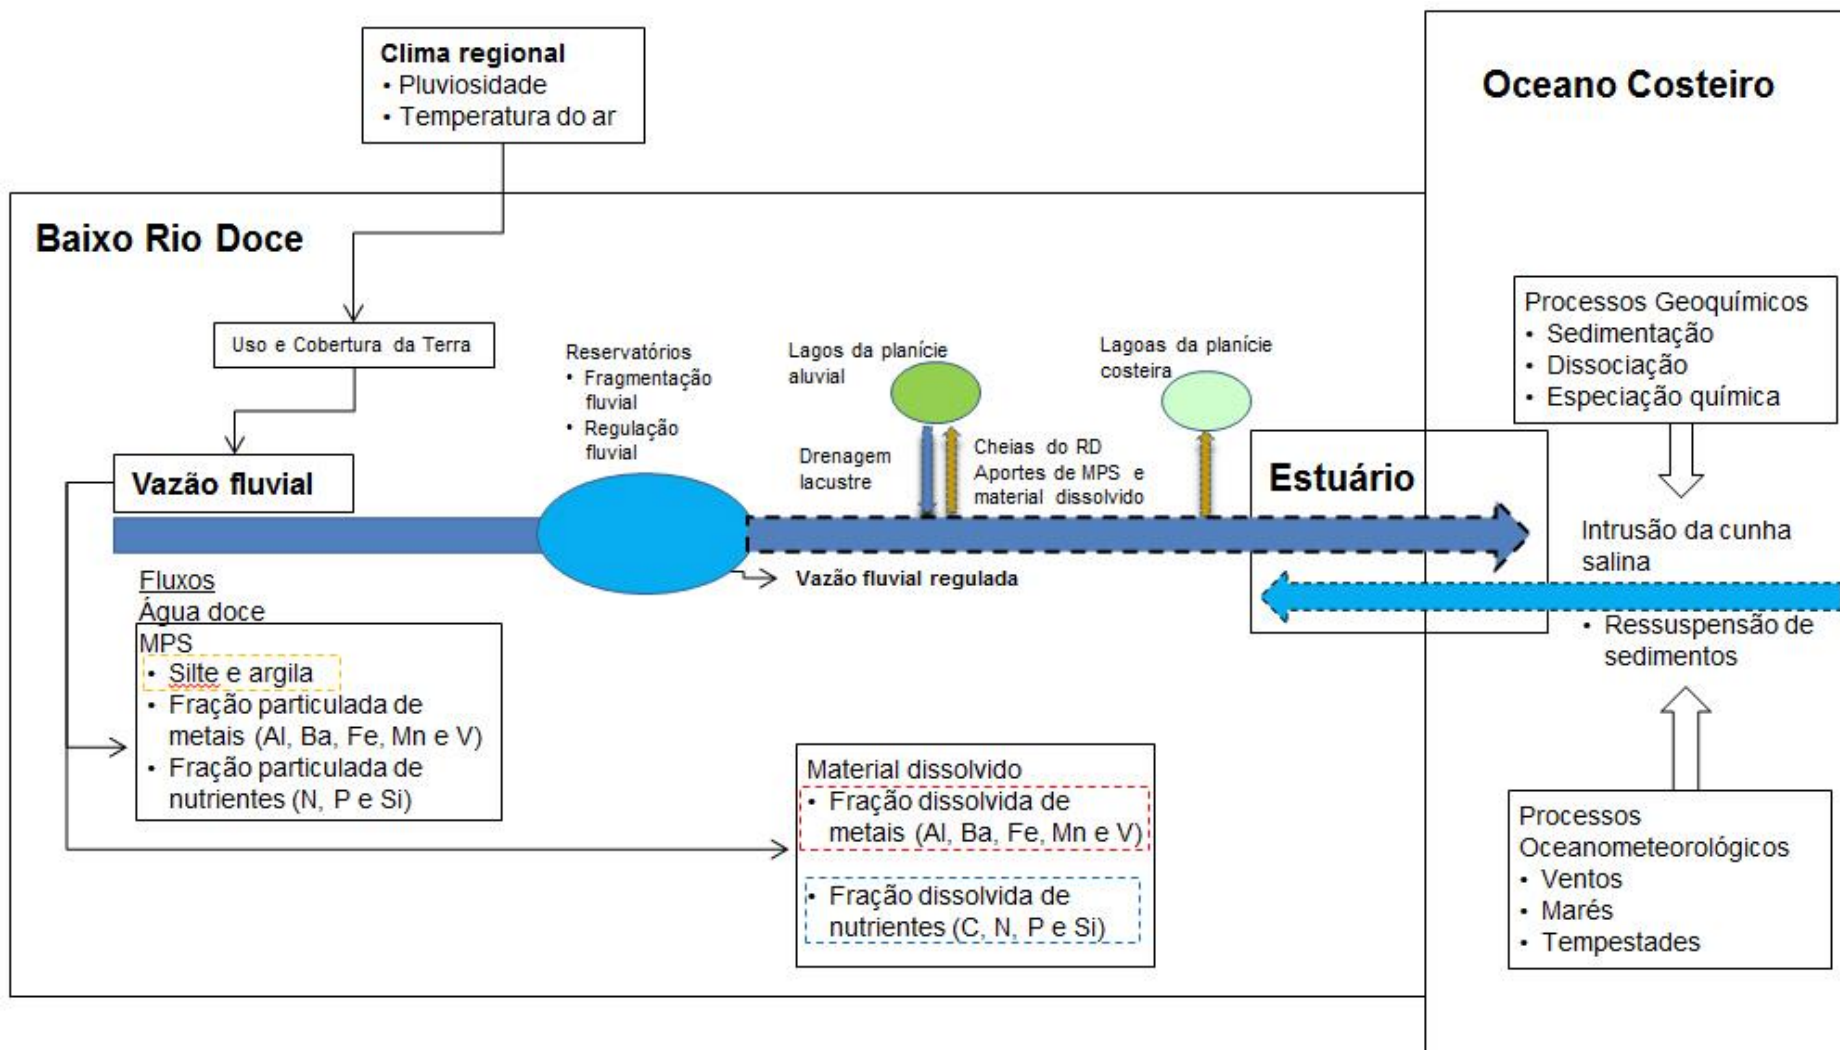 Clima regional
• Pluviosidade
• Temperatura do ar
Oceano Costeiro
Baixo Rio Doce
Uso e Cobertura da Terra
Vazão fluvial
Reservatórios
• Fragmentação
fluvial
• Regulação
fluvial
Lagos da planície
aluvial
Lagoas da planície
costeira
Drenagem
lacustre
Cheias do RD
Aportes de MPS e
material dissolvido
Estuário
Vazão fluvial regulada
Processos Geoquímicos
• Sedimentação
• Dissociação
• Especiação química
Intrusão da cunha
salina
• Ressuspensão de
sedimentos
Fluxos
Água doce
MPS
• Silte e argila
• Fração particulada de
metais (Al, Ba, Fe, Mn e V)
• Fração particulada de
nutrientes (N, P e Si)
Material dissolvido
• Fração dissolvida de
metais (Al, Ba, Fe, Mn e V)
• Fração dissolvida de
nutrientes (C, N, P e Si)
Processos
Oceanometeorológicos
• Ventos
• Marés
• Tempestades